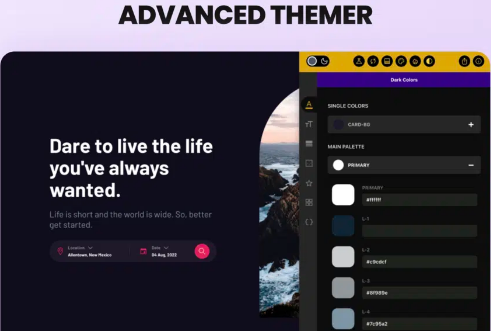 ADVANCED THEMER
Dark Colors
SINGLE COLORS
CARD-BG
MAIN PALETTE
PRIMARY
PRIMARY
#ffffff
L-1
L-2
#c9cdcf
L-3
#8f989e
L-4
#7c95a2
Dare to live the life
you've always
wanted.
Life is short and the world is wide. So, better
get started.
Location
Allentown, New Mexico
Date
04 Aug, 2022